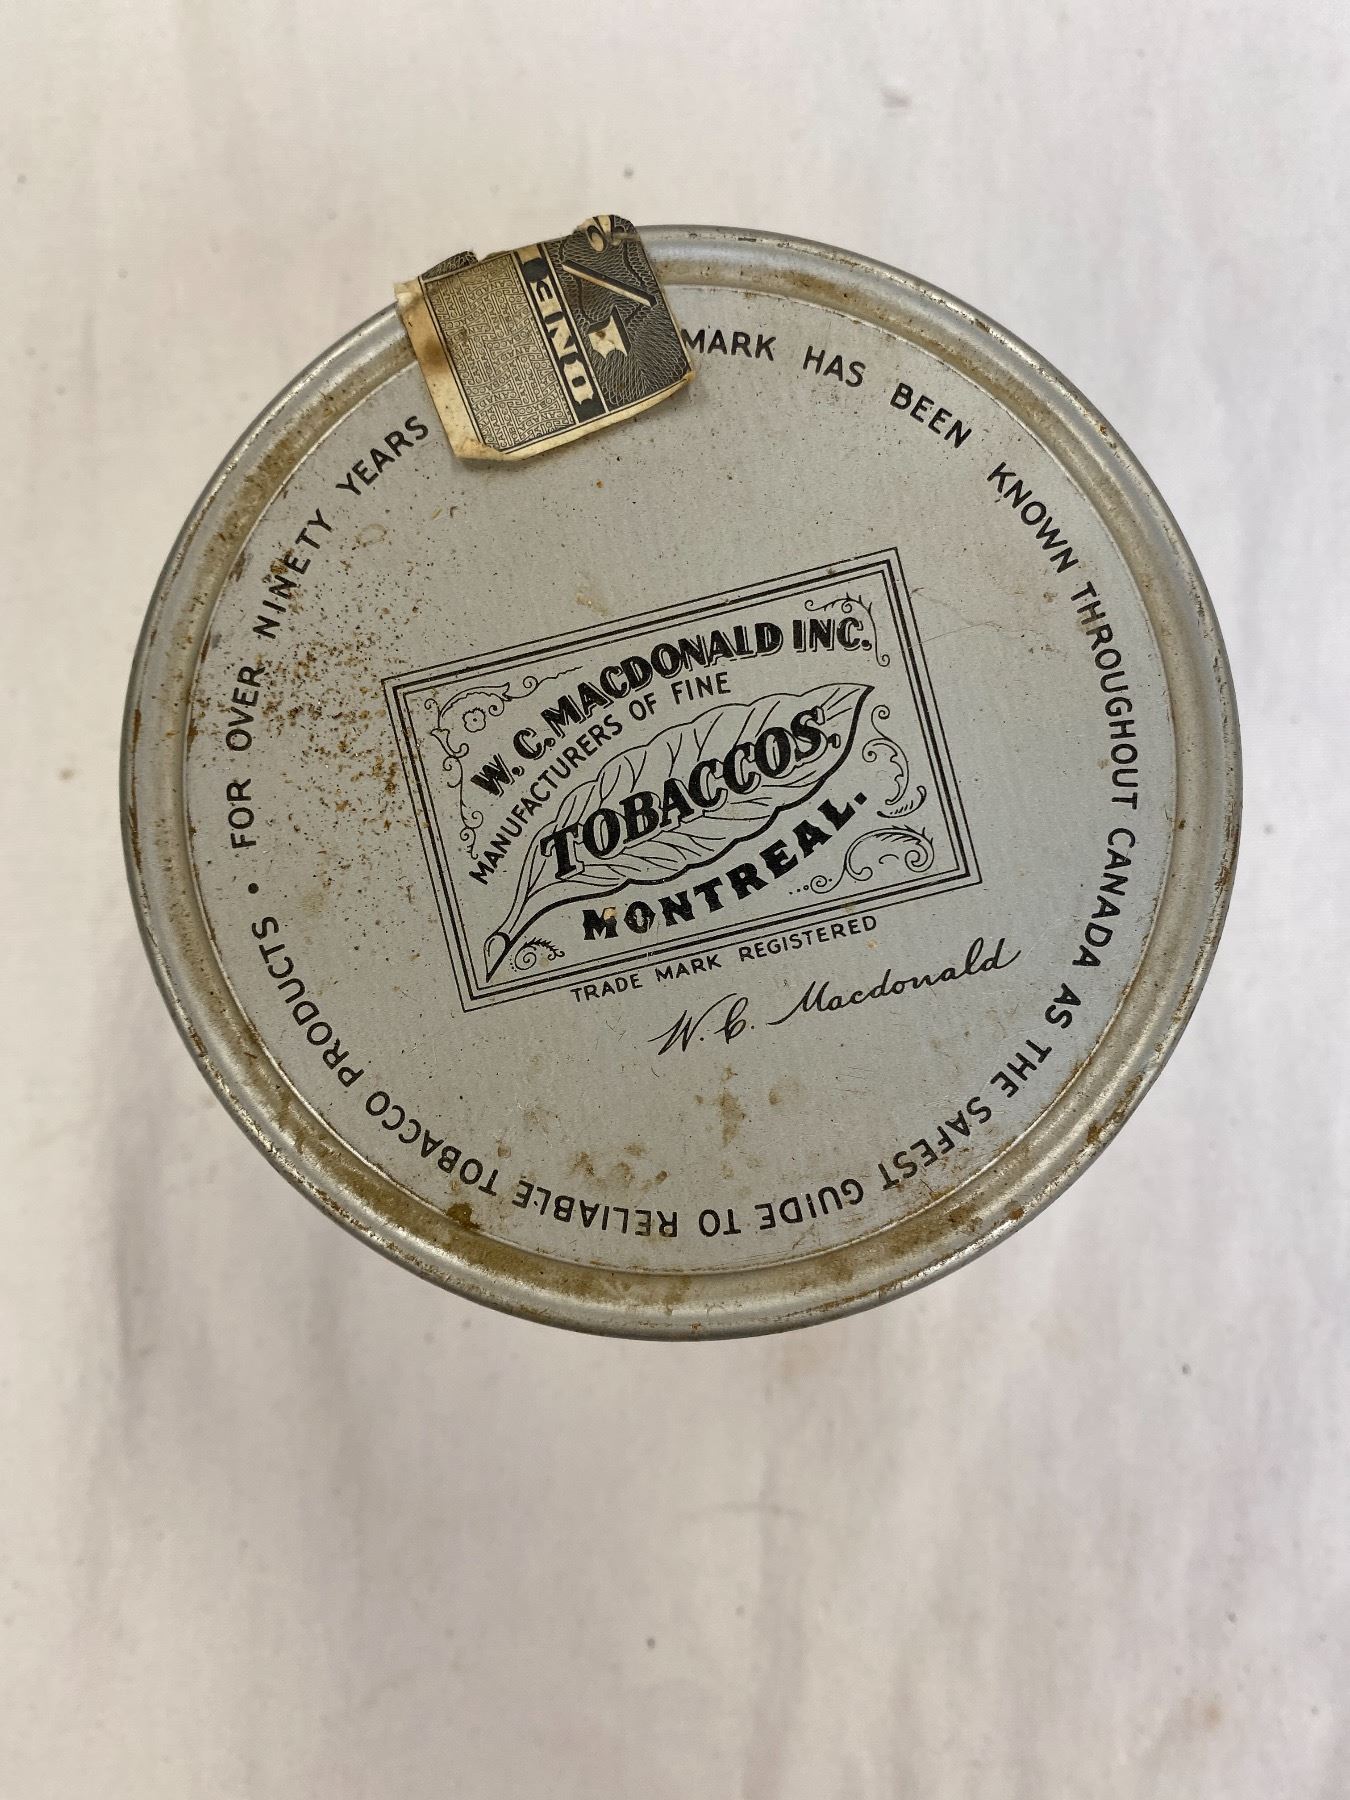 FOR OVER NINETY YEARS
MARK HAS BEEN KNOWN THROUGHOUT CANADA AS THE SAFEST GUIDE TO RELIABLE TOBACCO PRODUCTS •
W. C. MACDONALD INC.
MANUFACTURERS OF FINE
TOBACCOS.
MONTREAL.
TRADE MARK REGISTERED
W. C. Macdonald